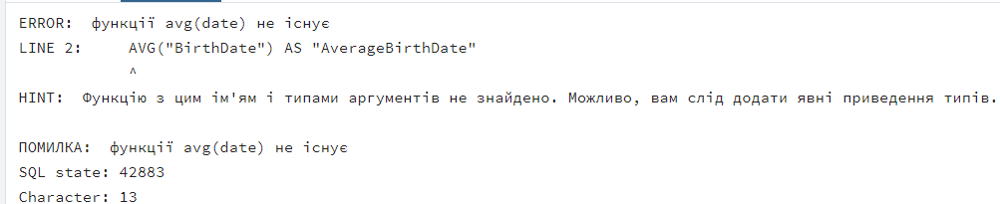 ERROR:  функції avg(date) не існує
LINE 2:     AVG("BirthDate") AS "AverageBirthDate"
            ^
HINT:  Функцію з цим ім'ям і типами аргументів не знайдено. Можливо, вам слід додати явні приведення типів.
ПОМИЛКА:  функції avg(date) не існує
SQL state: 42883
Character: 13